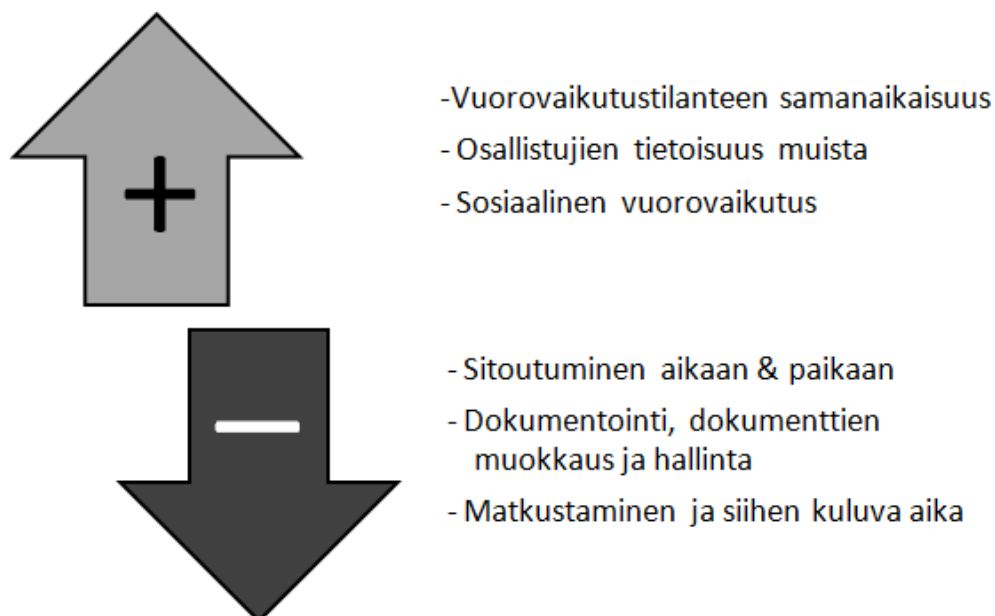 -Vuorovaikutustilanteen samanaikaisuus
- Osallistujien tietoisuus muista
- Sosiaalinen vuorovaikutus
+
- Sitoutuminen aikaan & paikaan
- Dokumentointi, dokumenttien
muokkaus ja hallinta
- Matkustaminen ja siihen kuluva aika
—